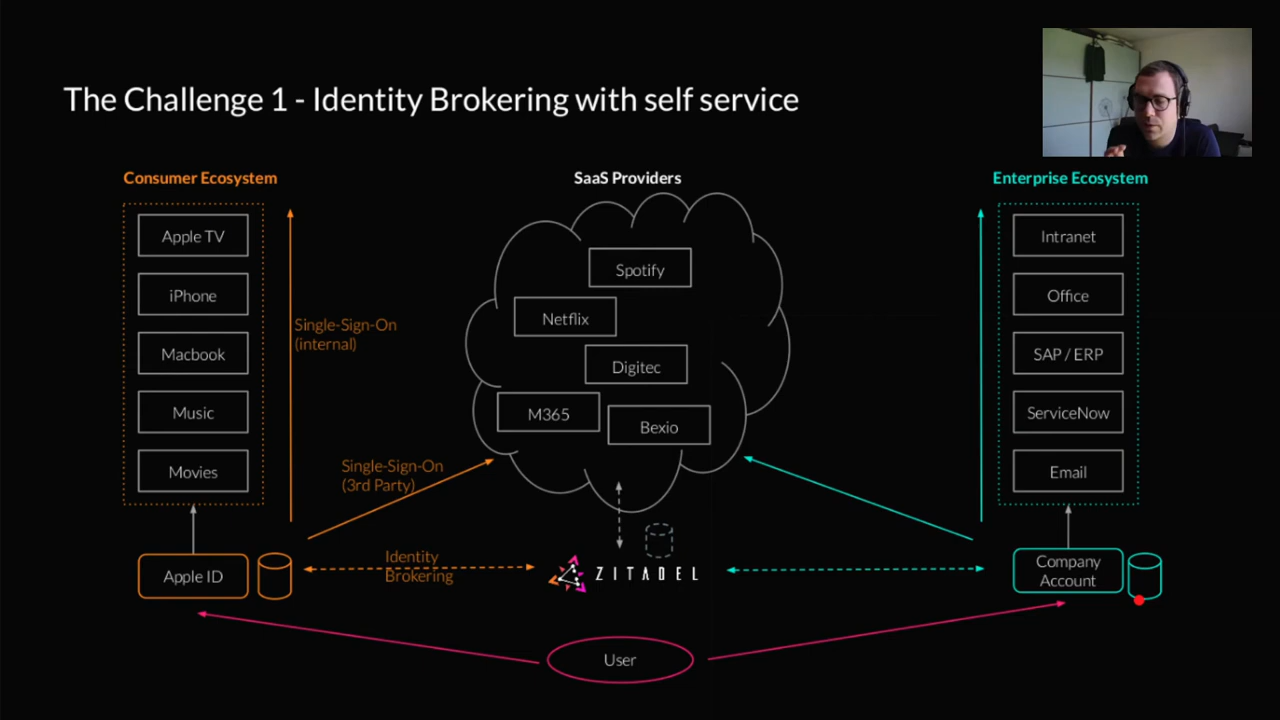 The Challenge 1 - Identity Brokering with self service
Consumer Ecosystem
Apple TV
iPhone
Macbook
Music
Movies
Apple ID
Single-Sign-On
(internal)
Single-Sign-On
(3rd Party)
Identity
Brokering
SaaS Providers
Spotify
Netflix
Digitec
M365
Bexio
ZITADEL
User
Enterprise Ecosystem
Intranet
Office
SAP / ERP
ServiceNow
Email
Company
Account